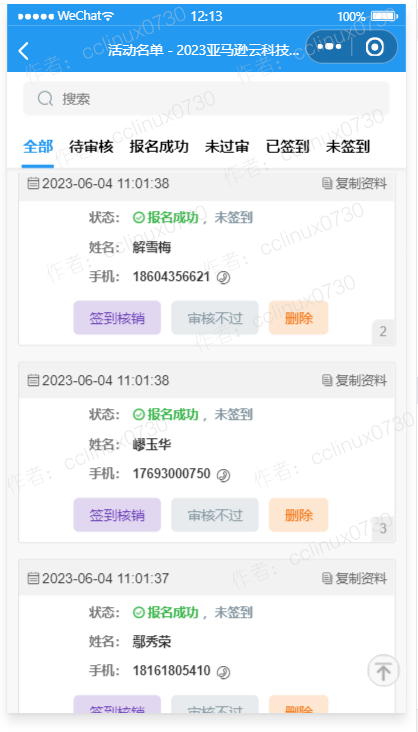 WeChat 12:13 100%
活动名单 - 2023亚马逊云科技...
搜索
全部 待审核 报名成功 未过审 已签到 未签到
2023-06-04 11:01:38 复制资料
状态： 报名成功，未签到
姓名： 解雪梅
手机： 18604356621
签到核销 审核不过 删除
2
2023-06-04 11:01:38 复制资料
状态： 报名成功，未签到
姓名： 嵺玉华
手机： 17693000750
签到核销 审核不过 删除
3
2023-06-04 11:01:37 复制资料
状态： 报名成功，未签到
姓名： 鄢秀荣
手机： 18161805410
签到核销 审核不过 删除
作者：cclinux0730
作者：cclinux0730
作者：cclinux0730
作者：cclinux0730
作者：cclinux0730
作者：cclinux0730
作者：cclinux0730
作者：cclinux0730